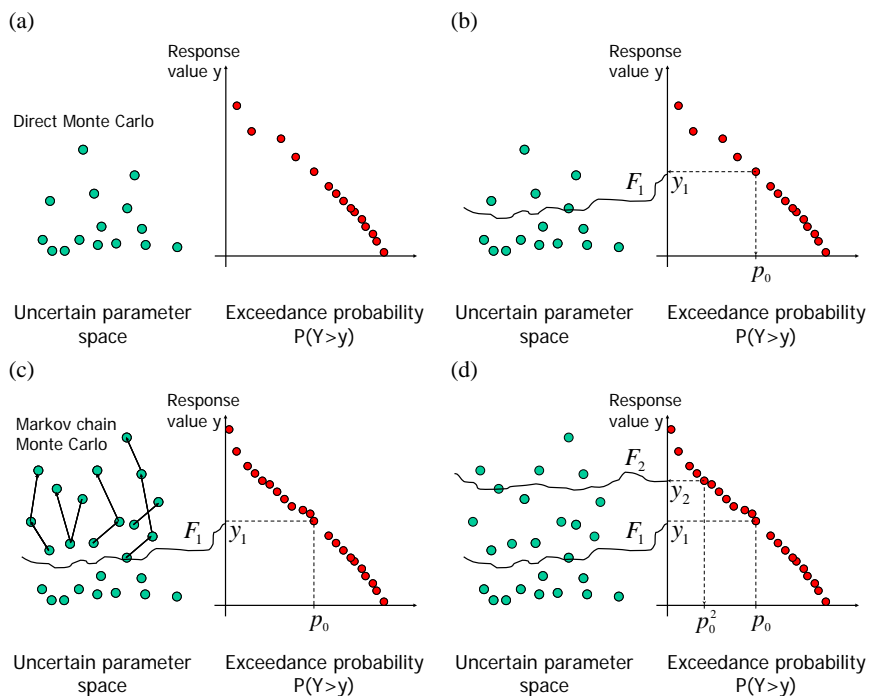 (a)
Response
value y
Direct Monte Carlo
Uncertain parameter
space
Exceedance probability
P(Y>y)
(b)
Response
value y
F₁
y₁
p₀
Uncertain parameter
space
Exceedance probability
P(Y>y)
(c)
Response
value y
Markov chain
Monte Carlo
F₁
y₁
p₀
Uncertain parameter
space
Exceedance probability
P(Y>y)
(d)
Response
value y
F₂
y₂
F₁
y₁
p₀²
p₀
Uncertain parameter
space
Exceedance probability
P(Y>y)